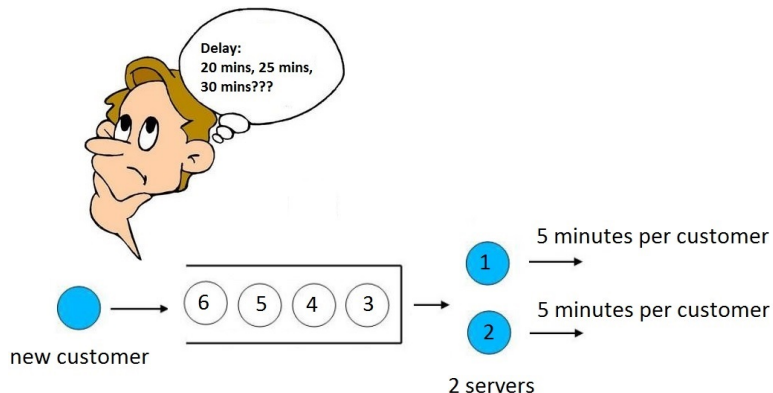 Delay:
20 mins, 25 mins,
30 mins???
5 minutes per customer
1
6 5 4 3
5 minutes per customer
2
new customer
2 servers